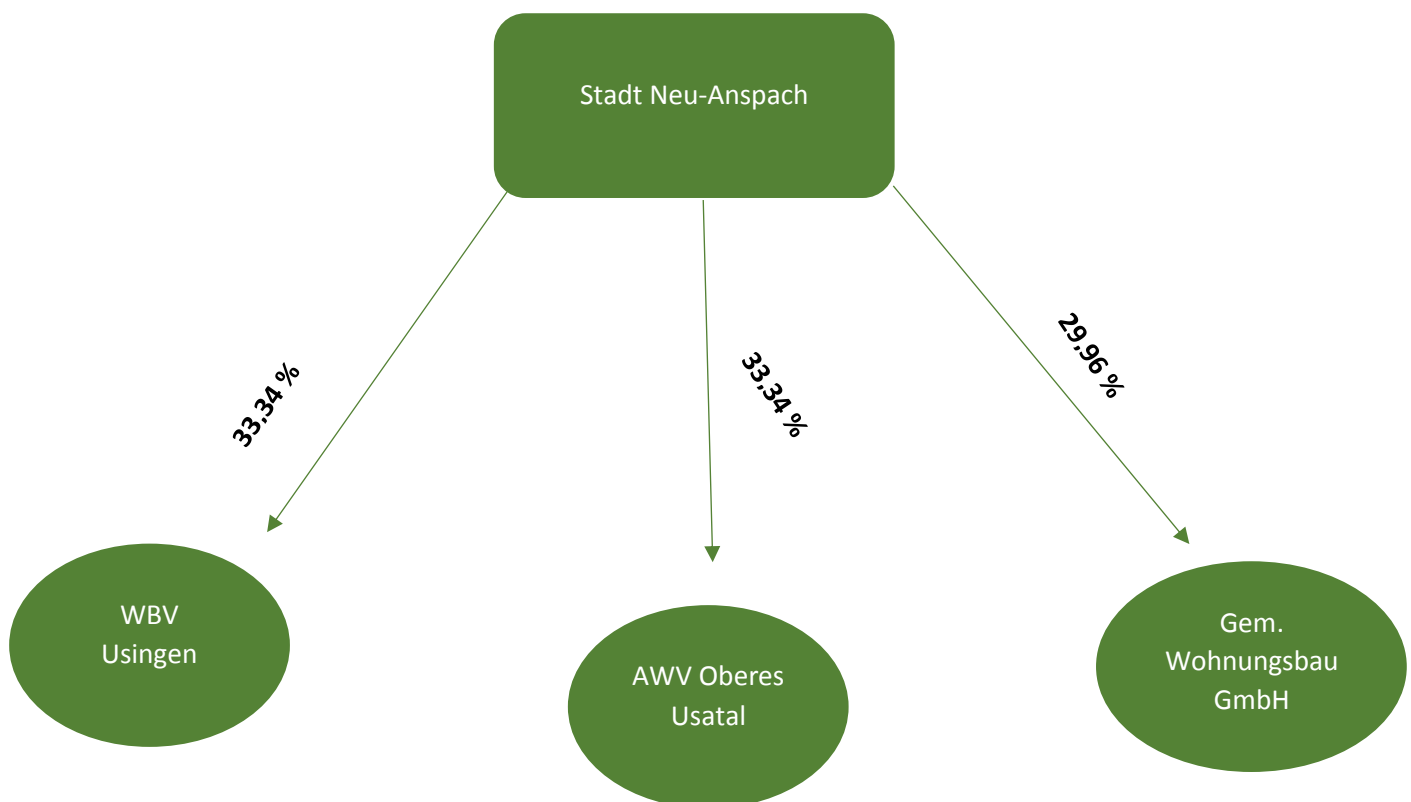 Stadt Neu-Anspach
33,34 %
33,34 %
29,96 %
WBV
Usingen
AWV Oberes
Usatal
Gem.
Wohnungsbau
GmbH